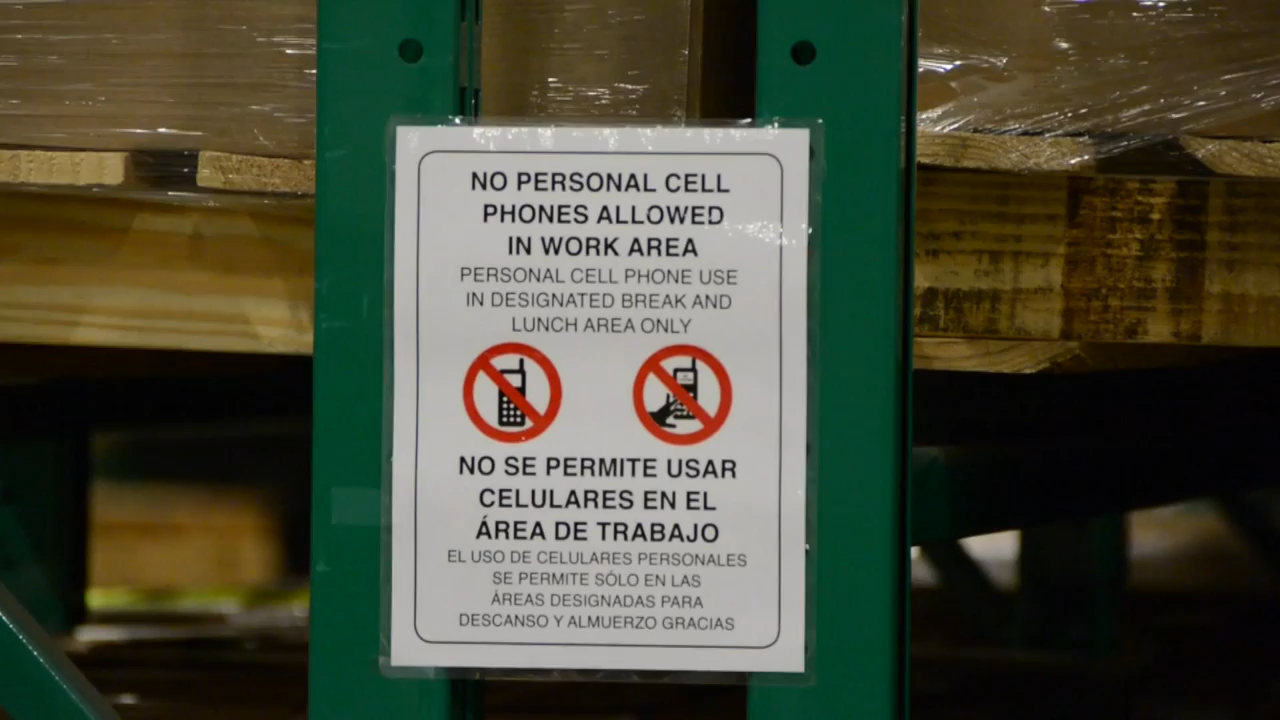 NO PERSONAL CELL
PHONES ALLOWED
IN WORK AREA
PERSONAL CELL PHONE USE
IN DESIGNATED BREAK AND
LUNCH AREA ONLY
NO SE PERMITE USAR
CELULARES EN EL
ÁREA DE TRABAJO
EL USO DE CELULARES PERSONALES
SE PERMITE SÓLO EN LAS
ÁREAS DESIGNADAS PARA
DESCANSO Y ALMUERZO GRACIAS